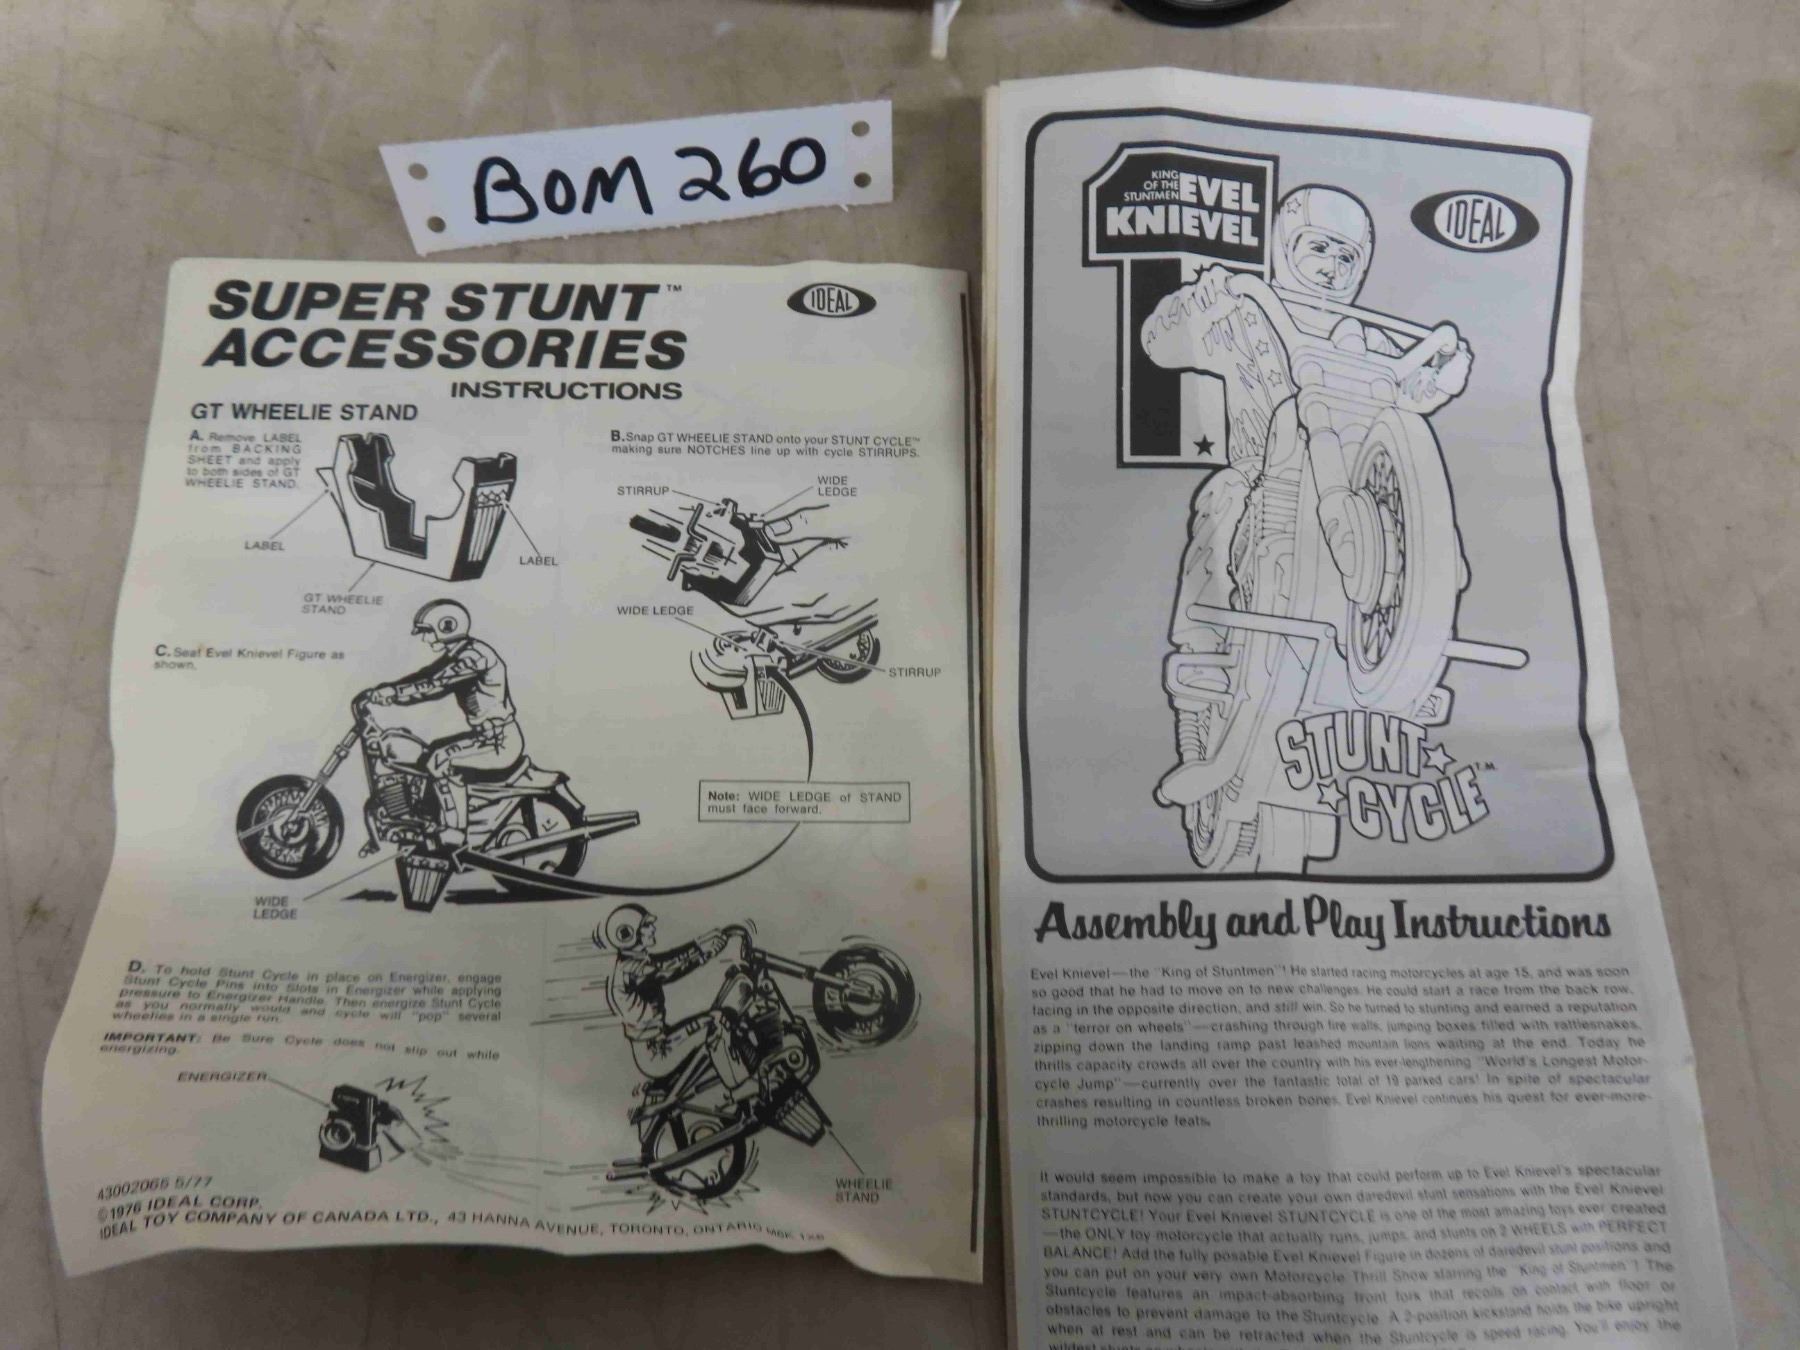 BOM 260
SUPER STUNT™
ACCESSORIES
INSTRUCTIONS
IDEAL
GT WHEELIE STAND
A. Remove LABEL
from BACKING
SHEET and apply
to both sides of GT
WHEELIE STAND.
LABEL
LABEL
GT WHEELIE
STAND
B. Snap GT WHEELIE STAND onto your STUNT CYCLE™
making sure NOTCHES line up with cycle STIRRUPS.
STIRRUP
WIDE
LEDGE
WIDE LEDGE
STIRRUP
C. Seat Evel Knievel Figure as
shown.
Note: WIDE LEDGE of STAND
must face forward.
WIDE
LEDGE
D. To hold Stunt Cycle in place on Energizer, engage
Stunt Cycle Pins into Slots in Energizer while applying
pressure to Energizer Handle. Then energize Stunt Cycle
as you normally would and cycle will "pop" several
wheelies in a single run.
IMPORTANT: Be Sure Cycle does not slip out while
energizing.
ENERGIZER
WHEELIE
STAND
43002065 5/77
©1976 IDEAL CORP.
IDEAL TOY COMPANY OF CANADA LTD., 43 HANNA AVENUE, TORONTO, ONTARIO
KING
OF THE
STUNTMEN
EVEL
KNIEVEL
1.
IDEAL
STUNT
CYCLE™
Assembly and Play Instructions
Evel Knievel—the "King of Stuntmen"! He started racing motorcycles at age 15, and was soon
so good that he had to move on to new challenges. He could start a race from the back row,
facing in the opposite direction, and still win. So he turned to stunting and earned a reputation
as a "terror on wheels"—crashing through fire walls, jumping boxes filled with rattlesnakes,
zipping down the landing ramp past leashed mountain lions waiting at the end. Today he
thrills capacity crowds all over the country with his ever-lengthening "World's Longest Motor-
cycle Jump"—currently over the fantastic total of 19 parked cars! In spite of spectacular
crashes resulting in countless broken bones, Evel Knievel continues his quest for ever-more-
thrilling motorcycle feats.
It would seem impossible to make a toy that could perform up to Evel Knievel's spectacular
standards, but now you can create your own daredevil stunt sensations with the Evel Knievel
STUNTCYCLE! Your Evel Knievel STUNTCYCLE is one of the most amazing toys ever created
—the ONLY toy motorcycle that actually runs, jumps, and stunts on 2 WHEELS with PERFECT
BALANCE! Add the fully posable Evel Knievel Figure in dozens of daredevil stunt positions and
you can put on your very own Motorcycle Thrill Show starring the "King of Stuntmen"! The
Stuntcycle features an impact-absorbing front fork that recoils on contact with floor or
obstacles to prevent damage to the Stuntcycle. A 2-position kickstand holds the bike upright
when at rest and can be retracted when the Stuntcycle is speed racing. You'll enjoy the
wildest stunts